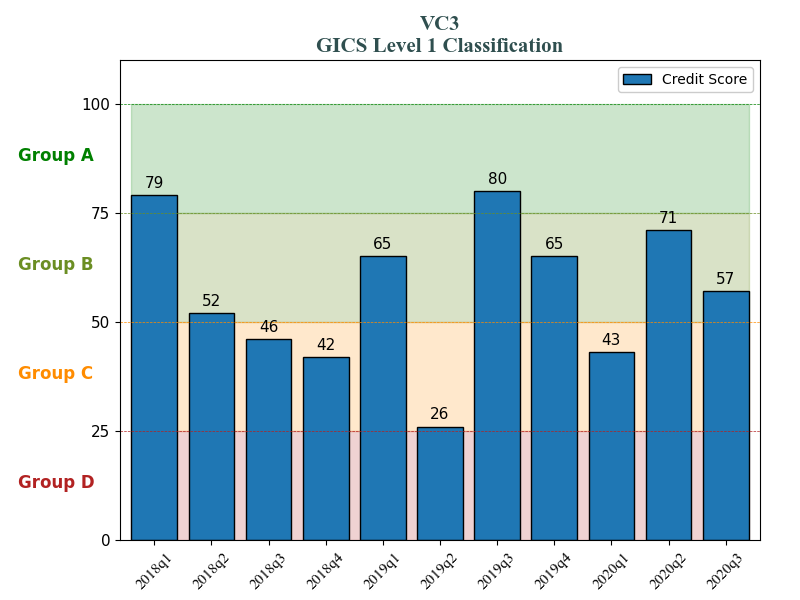 VC3
GICS Level 1 Classification
Credit Score
100
Group A
79
80
75
71
65
65
Group B
57
52
50
46
43
42
Group C
26
25
Group D
0
2018q1 2018q2 2018q3 2018q4 2019q1 2019q2 2019q3 2019q4 2020q1 2020q2 2020q3